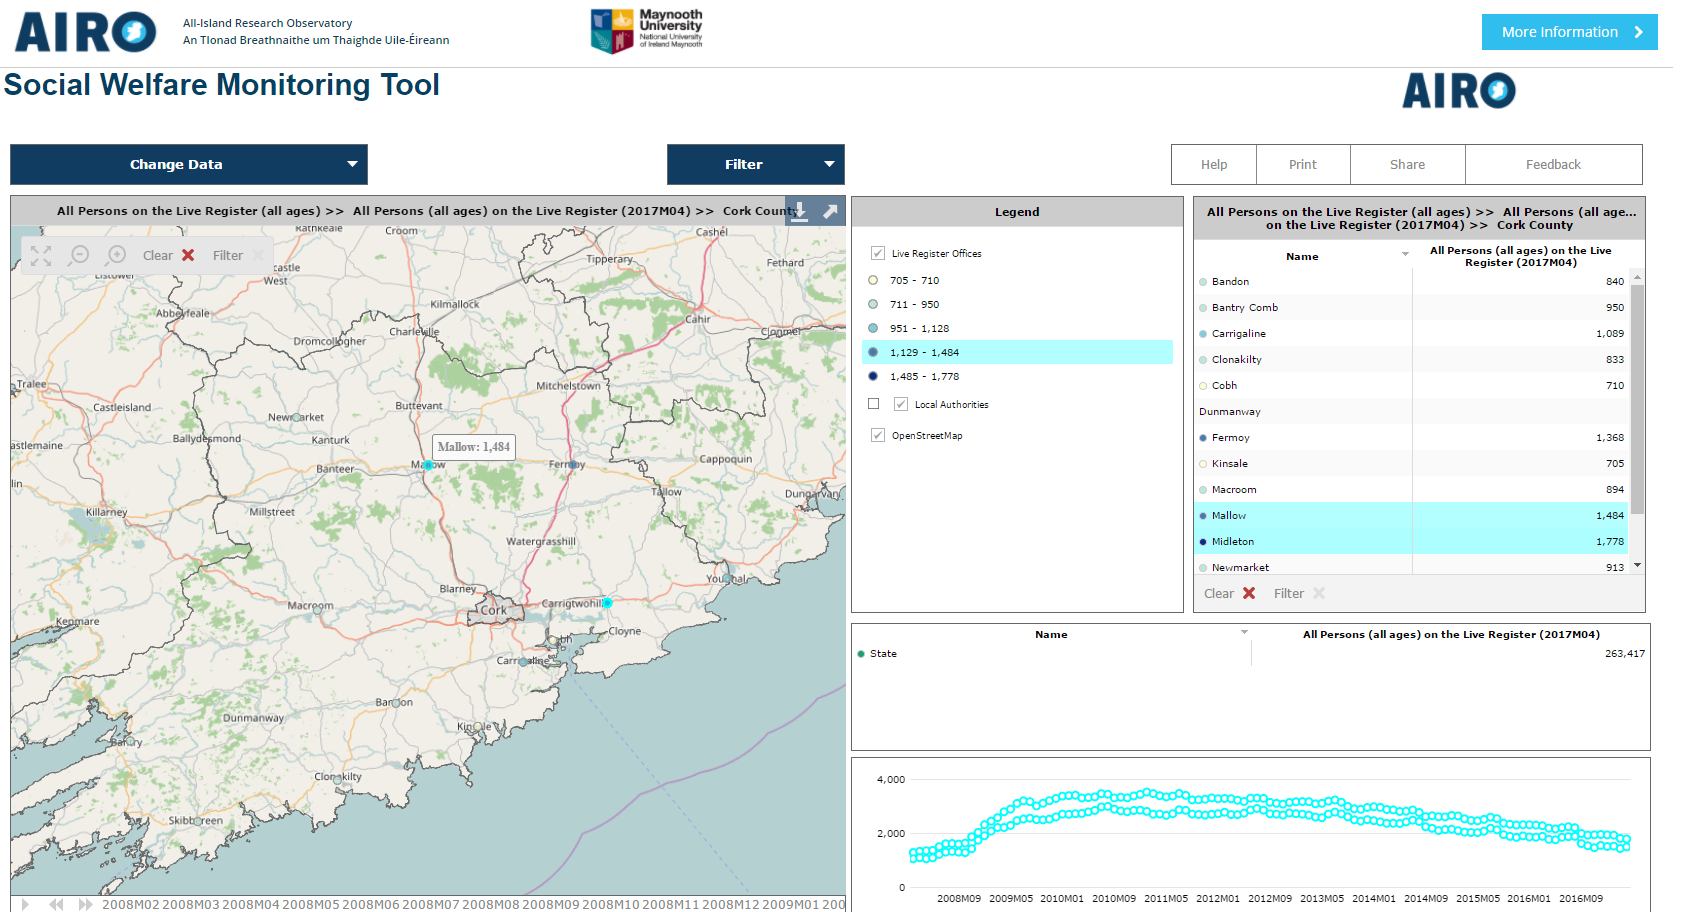 AIRO
All-Island Research Observatory
An TIonad Breathnaithe um Thaighde Uile-Éireann
Maynooth
University
National University
of Ireland Maynooth
More Information
Social Welfare Monitoring Tool
AIRO
Change Data
Filter
Help
Print
Share
Feedback
All Persons on the Live Register (all ages) >> All Persons (all ages) on the Live Register (2017M04) >> Cork County
Clear
Filter
Rathkeale
Croom
Cashel
Tipperary
Fethard
Listowel
castle
West
Kilmallock
Abbeyfeale
Cahir
Charleville
Clonmel
Dromcollogher
Tralee
Mitchelstown
Castleisland
Buttevant
Newmarket
Ballydesmond
Kanturk
astlemaine
Mallow: 1,484
Mallow
Fermoy
Cappoquin
Banteer
lin
Tallow
Dungarvan
Killarney
Millstreet
Watergrasshill
Youghal
Blarney
Macroom
Cork
Carrigtwohill
Kenmare
Cloyne
bh
Carrigaline
Bandon
Dunmanway
Kinsale
Bantry
Clonakilty
Skibbereen
2008M02 2008M03 2008M04 2008M05 2008M06 2008M07 2008M08 2008M09 2008M10 2008M11 2008M12 2009M01 200
Legend
Live Register Offices
705 - 710
711 - 950
951 - 1,128
1,129 - 1,484
1,485 - 1,778
Local Authorities
OpenStreetMap
All Persons on the Live Register (all ages) >> All Persons (all age...
on the Live Register (2017M04) >> Cork County
Name
All Persons (all ages) on the Live
Register (2017M04)
Bandon 840
Bantry Comb 950
Carrigaline 1,089
Clonakilty 833
Cobh 710
Dunmanway
Fermoy 1,368
Kinsale 705
Macroom 894
Mallow 1,484
Midleton 1,778
Newmarket 913
Clear
Filter
Name All Persons (all ages) on the Live Register (2017M04)
State 263,417
4,000
2,000
0
2008M09 2009M05 2010M01 2010M09 2011M05 2012M01 2012M09 2013M05 2014M01 2014M09 2015M05 2016M01 2016M09